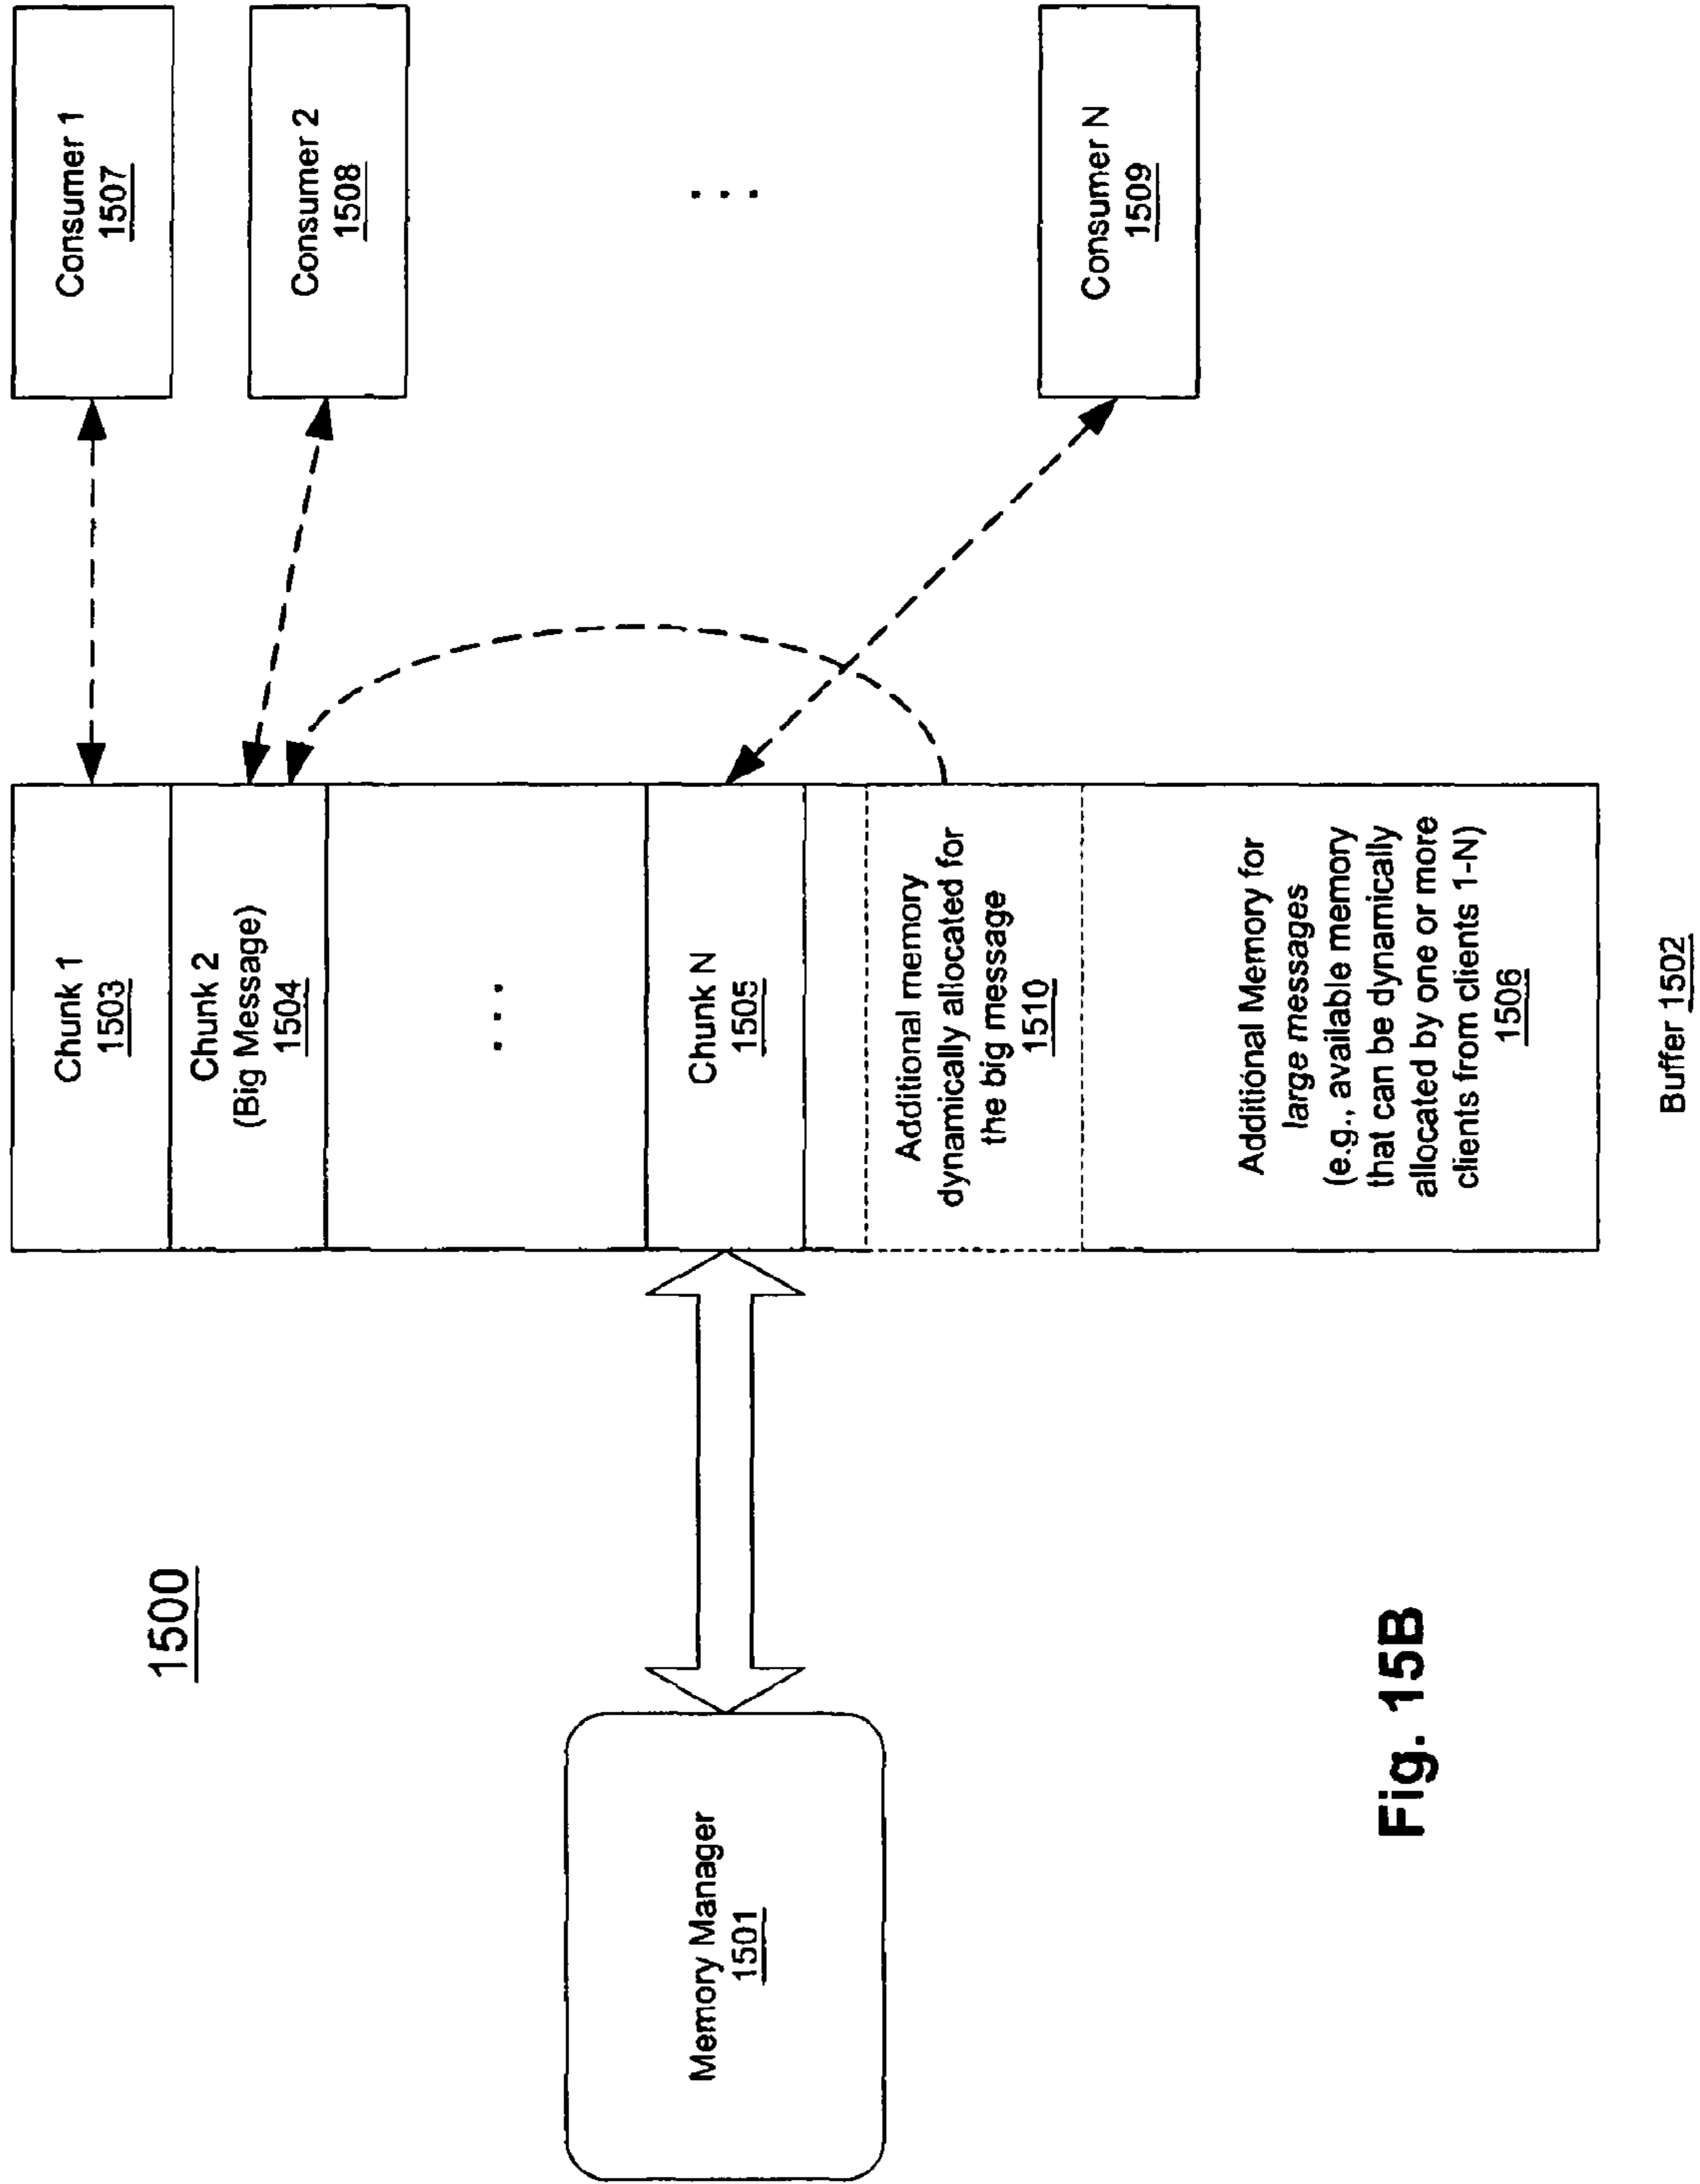 1500
Memory Manager
1501
Chunk 1
1503
Chunk 2
(Big Message)
1504
...
Chunk N
1505
Additional memory
dynamically allocated for
the big message
1510
Additional Memory for
large messages
(e.g., available memory
that can be dynamically
allocated by one or more
clients from clients 1-N)
1506
Buffer 1502
Consumer 1
1507
Consumer 2
1508
...
Consumer N
1509
Fig. 15B